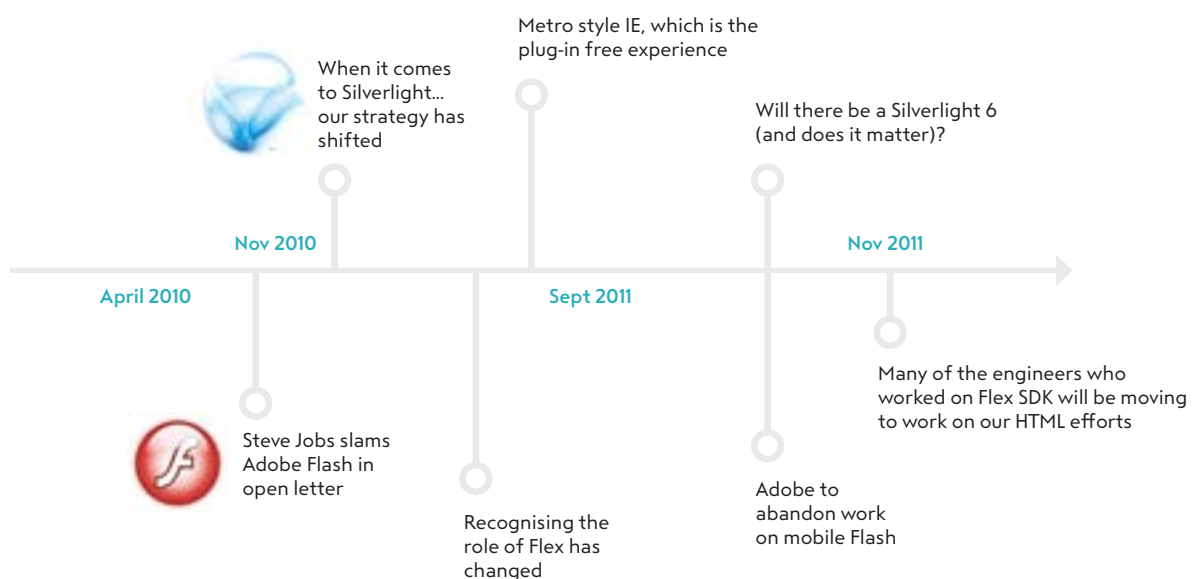 Metro style IE, which is the
plug-in free experience
When it comes
to Silverlight...
our strategy has
shifted
Will there be a Silverlight 6
(and does it matter)?
Nov 2010
Nov 2011
April 2010
Sept 2011
Steve Jobs slams
Adobe Flash in
open letter
Recognising the
role of Flex has
changed
Adobe to
abandon work
on mobile Flash
Many of the engineers who
worked on Flex SDK will be moving
to work on our HTML efforts